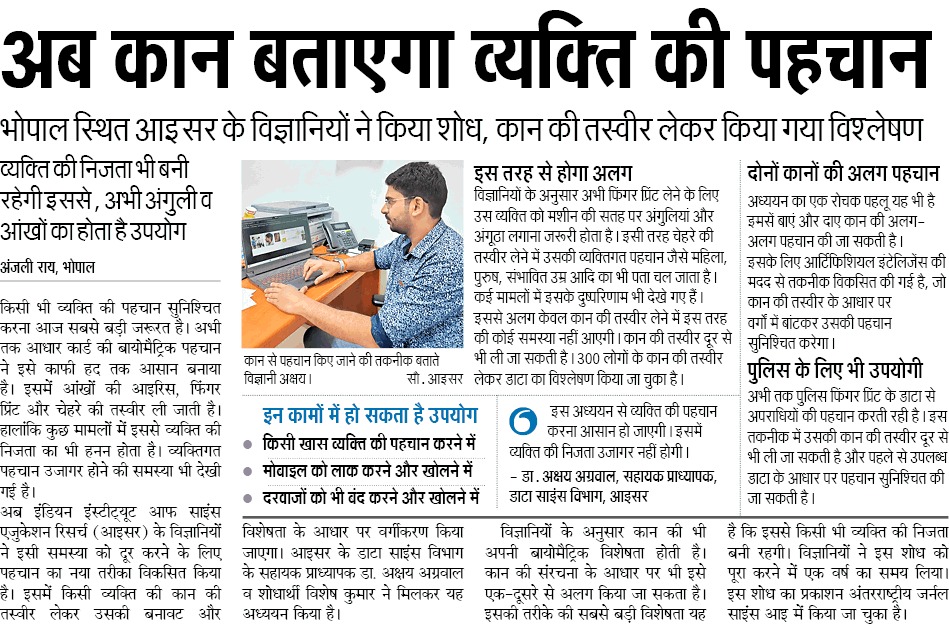 अब कान बताएगा व्यक्ति की पहचान
भोपाल स्थित आइसर के विज्ञानियों ने किया शोध, कान की तस्वीर लेकर किया गया विश्लेषण
व्यक्ति की निजता भी बनी
रहेगी इससे, अभी अंगुली व
आंखों का होता है उपयोग
अंजली राय, भोपाल
किसी भी व्यक्ति की पहचान सुनिश्चित
करना आज सबसे बड़ी जरूरत है। अभी
तक आधार कार्ड की बायोमैट्रिक पहचान
ने इसे काफी हद तक आसान बनाया
है। इसमें आंखों की आइरिस, फिंगर
प्रिंट और चेहरे की तस्वीर ली जाती है।
हालांकि कुछ मामलों में इससे व्यक्ति की
निजता का भी हनन होता है। व्यक्तिगत
पहचान उजागर होने की समस्या भी देखी
गई है।
अब इंडियन इंस्टीट्यूट आफ साइंस
एजुकेशन रिसर्च (आइसर) के विज्ञानियों
ने इसी समस्या को दूर करने के लिए
पहचान का नया तरीका विकसित किया
है। इसमें किसी व्यक्ति की कान की
तस्वीर लेकर उसकी बनावट और
कान से पहचान किए जाने की तकनीक बताते
विज्ञानी अक्षय। सौ. आइसर
इन कामों में हो सकता है उपयोग
किसी खास व्यक्ति की पहचान करने में
मोबाइल को लाक करने और खोलने में
दरवाजों को भी बंद करने और खोलने में
विशेषता के आधार पर वर्गीकरण किया
जाएगा। आइसर के डाटा साइंस विभाग
के सहायक प्राध्यापक डा. अक्षय अग्रवाल
व शोधार्थी विशेष कुमार ने मिलकर यह
अध्ययन किया है।
इस तरह से होगा अलग
विज्ञानियों के अनुसार अभी फिंगर प्रिंट लेने के लिए
उस व्यक्ति को मशीन की सतह पर अंगुलियां और
अंगूठा लगाना जरूरी होता है। इसी तरह चेहरे की
तस्वीर लेने में उसकी व्यक्तिगत पहचान जैसे महिला,
पुरुष, संभावित उम्र आदि का भी पता चल जाता है।
कई मामलों में इसके दुष्परिणाम भी देखे गए हैं।
इससे अलग केवल कान की तस्वीर लेने में इस तरह
की कोई समस्या नहीं आएगी। कान की तस्वीर दूर से
भी ली जा सकती है। 300 लोगों के कान की तस्वीर
लेकर डाटा का विश्लेषण किया जा चुका है।
इस अध्ययन से व्यक्ति की पहचान
करना आसान हो जाएगी। इसमें
व्यक्ति की निजता उजागर नहीं होगी।
- डा. अक्षय अग्रवाल, सहायक प्राध्यापक,
डाटा साइंस विभाग, आइसर
विज्ञानियों के अनुसार कान की भी
अपनी बायोमैट्रिक विशेषता होती है।
कान की संरचना के आधार पर भी इसे
एक-दूसरे से अलग किया जा सकता है।
इसकी तरीके की सबसे बड़ी विशेषता यह
दोनों कानों की अलग पहचान
अध्ययन का एक रोचक पहलू यह भी है
इमसें बाएं और दाए कान की अलग-
अलग पहचान की जा सकती है।
इसके लिए आर्टिफिशियल इंटेलिजेंस की
मदद से तकनीक विकसित की गई है, जो
कान की तस्वीर के आधार पर
वर्गों में बांटकर उसकी पहचान
सुनिश्चित करेगा।
पुलिस के लिए भी उपयोगी
अभी तक पुलिस फिंगर प्रिंट के डाटा से
अपराधियों की पहचान करती रही है। इस
तकनीक में उसकी कान की तस्वीर दूर से
भी ली जा सकती है और पहले से उपलब्ध
डाटा के आधार पर पहचान सुनिश्चित की
जा सकती है।
है कि इससे किसी भी व्यक्ति की निजता
बनी रहगी। विज्ञानियों ने इस शोध को
पूरा करने में एक वर्ष का समय लिया।
इस शोध का प्रकाशन अंतरराष्ट्रीय जर्नल
साइंस आइ में किया जा चुका है।